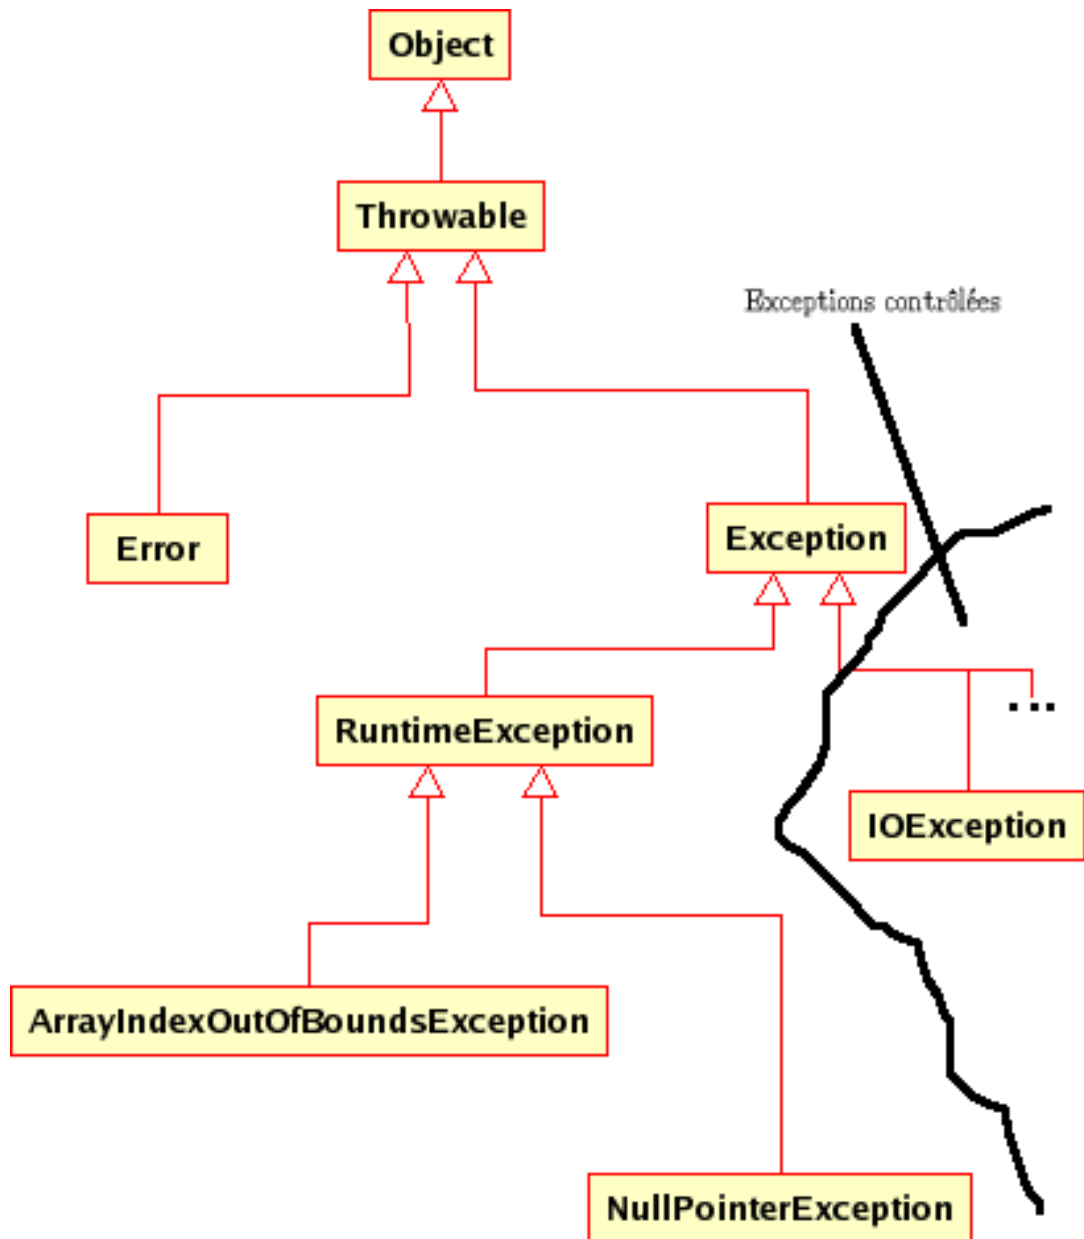 Object
Throwable
Exceptions contrôlées
Error
Exception
RuntimeException
...
IOException
ArrayIndexOutOfBoundsException
NullPointerException